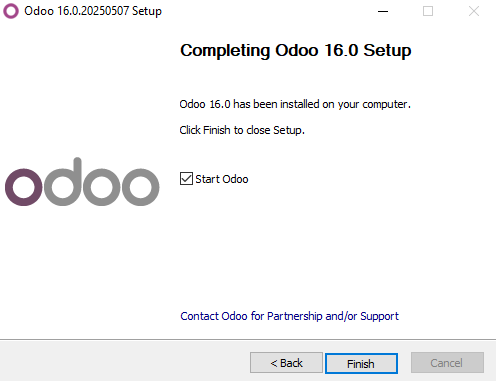 Odoo 16.0.20250507 Setup
Completing Odoo 16.0 Setup
Odoo 16.0 has been installed on your computer.
Click Finish to close Setup.
odoo
Start Odoo
Contact Odoo for Partnership and/or Support
< Back
Finish
Cancel